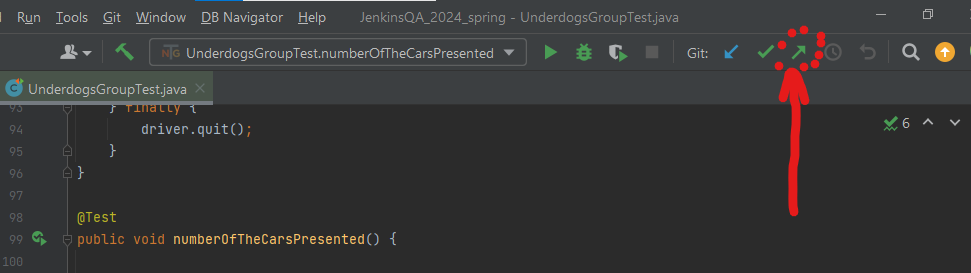 Run Tools Git Window DB Navigator Help JenkinsQA_2024_spring - UnderdogsGroupTest.java
NG UnderdogsGroupTest.numberOfTheCarsPresented Git:
C UnderdogsGroupTest.java
93 } finally {
6
94 driver.quit();
95 }
96 }
97
98 @Test
99 public void numberOfTheCarsPresented() {
100